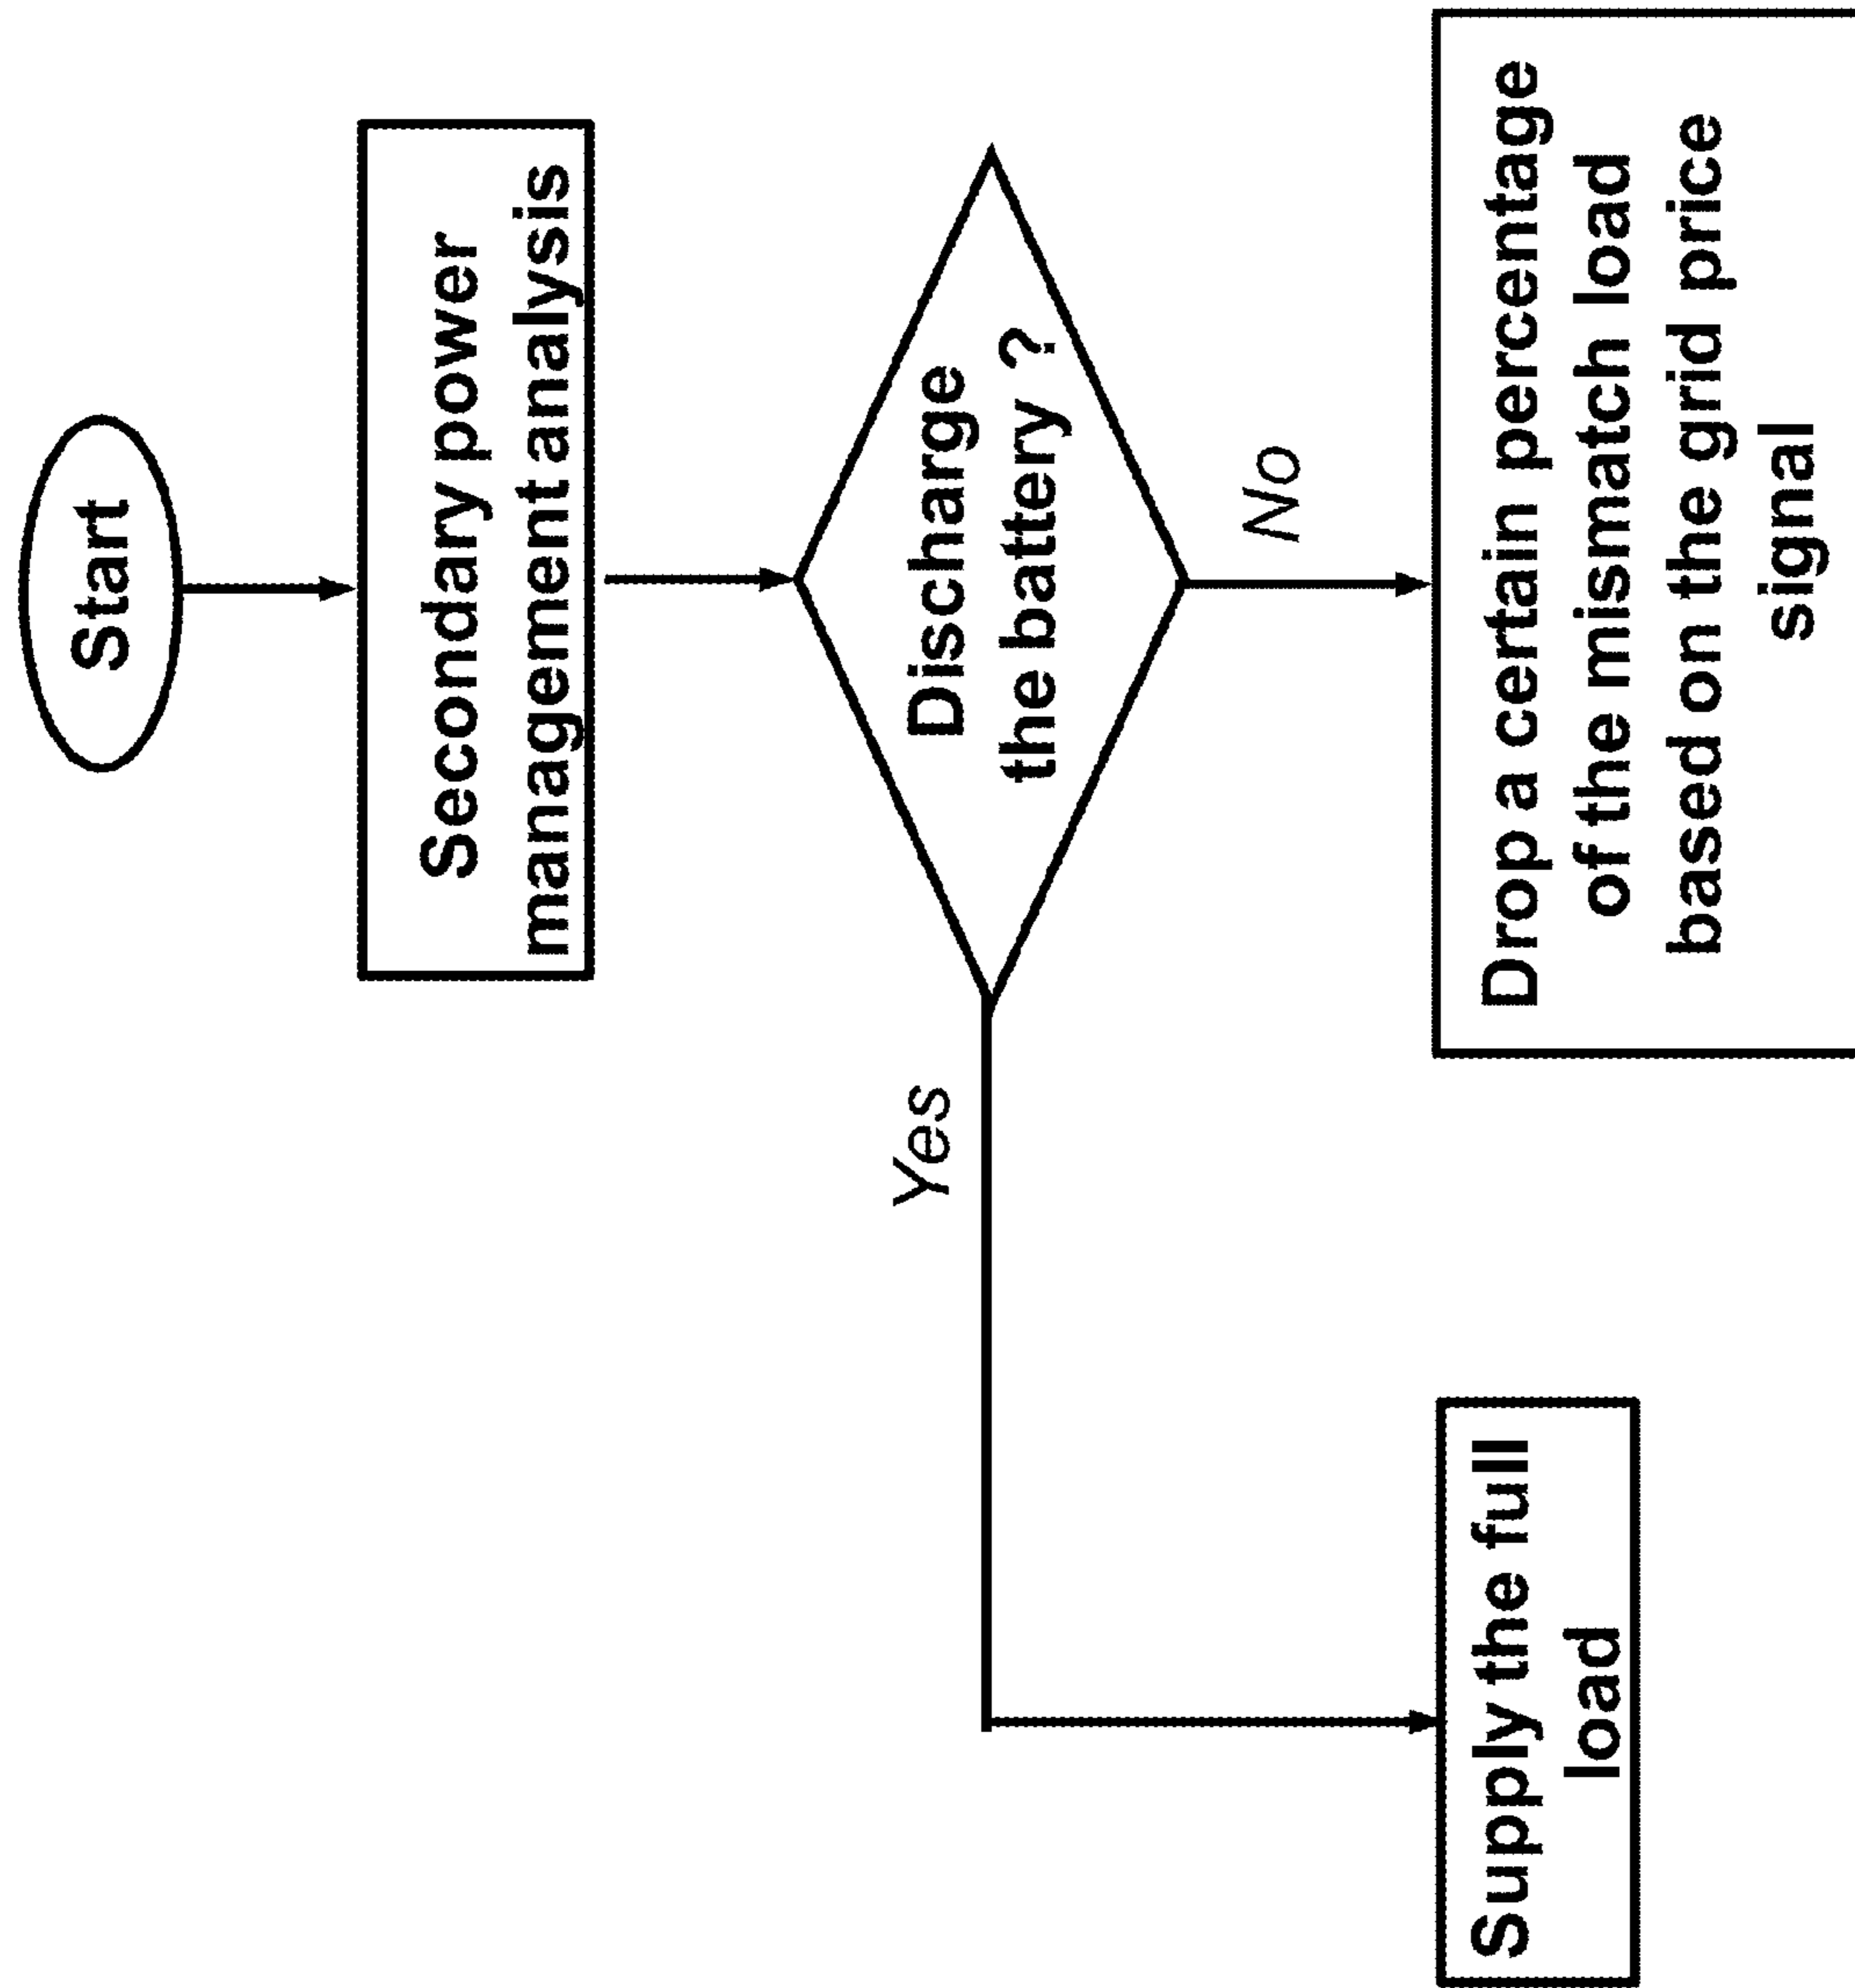 Start
Secondary power
management analysis
Discharge
the battery ?
Yes
No
Supply the full
load
Drop a certain percentage
of the mismatch load
based on the grid price
signal